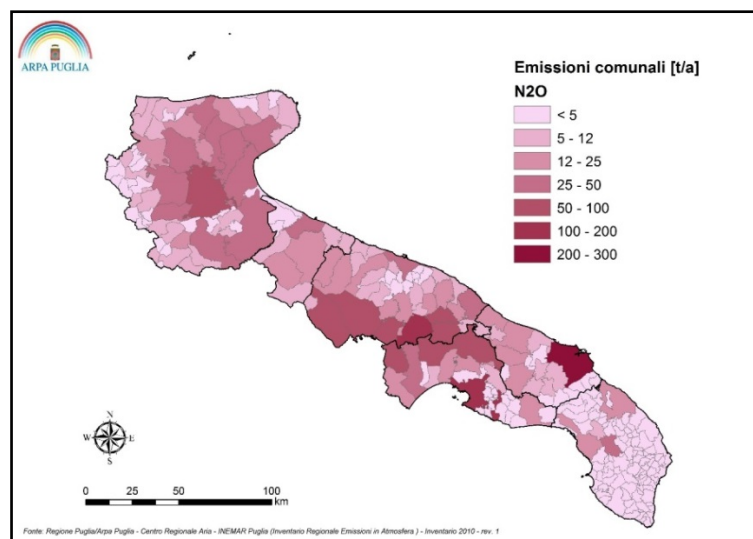 ARPA PUGLIA
Emissioni comunali [t/a]
N2O
< 5
5 - 12
12 - 25
25 - 50
50 - 100
100 - 200
200 - 300
N
W E
S
0 25 50 100
km
Fonte: Regione Puglia/Arpa Puglia - Centro Regionale Aria - INEMAR Puglia (Inventario Regionale Emissioni in Atmosfera ) - Inventario 2010 - rev. 1